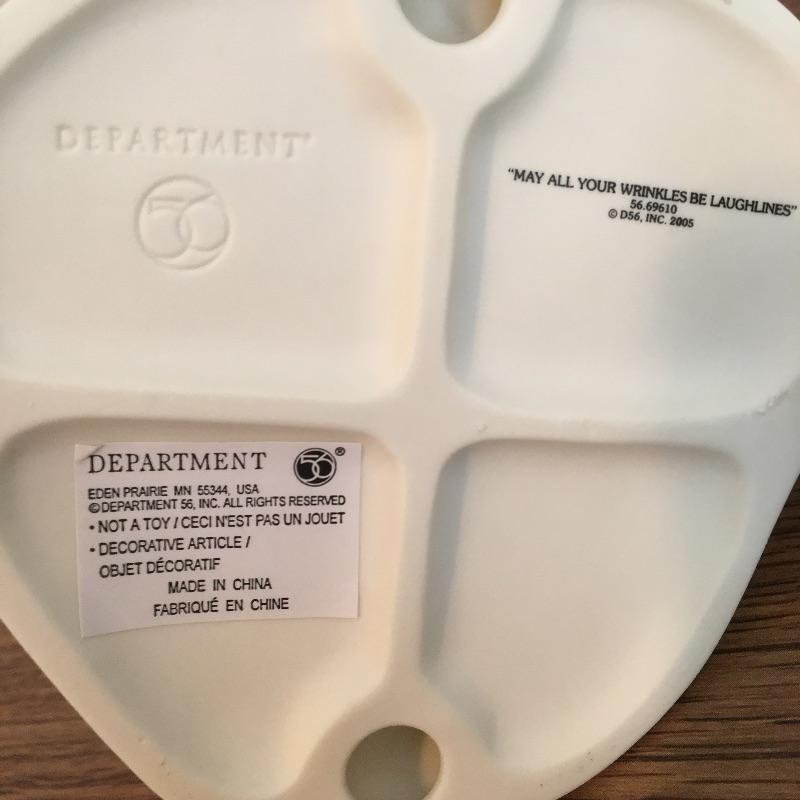 DEPARTMENT
56
"MAY ALL YOUR WRINKLES BE LAUGHLINES"
56.69610
© D56, INC. 2005
DEPARTMENT 56®
EDEN PRAIRIE MN 55344, USA
© DEPARTMENT 56, INC. ALL RIGHTS RESERVED
• NOT A TOY / CECI N'EST PAS UN JOUET
• DECORATIVE ARTICLE /
OBJET DÉCORATIF
MADE IN CHINA
FABRIQUÉ EN CHINE